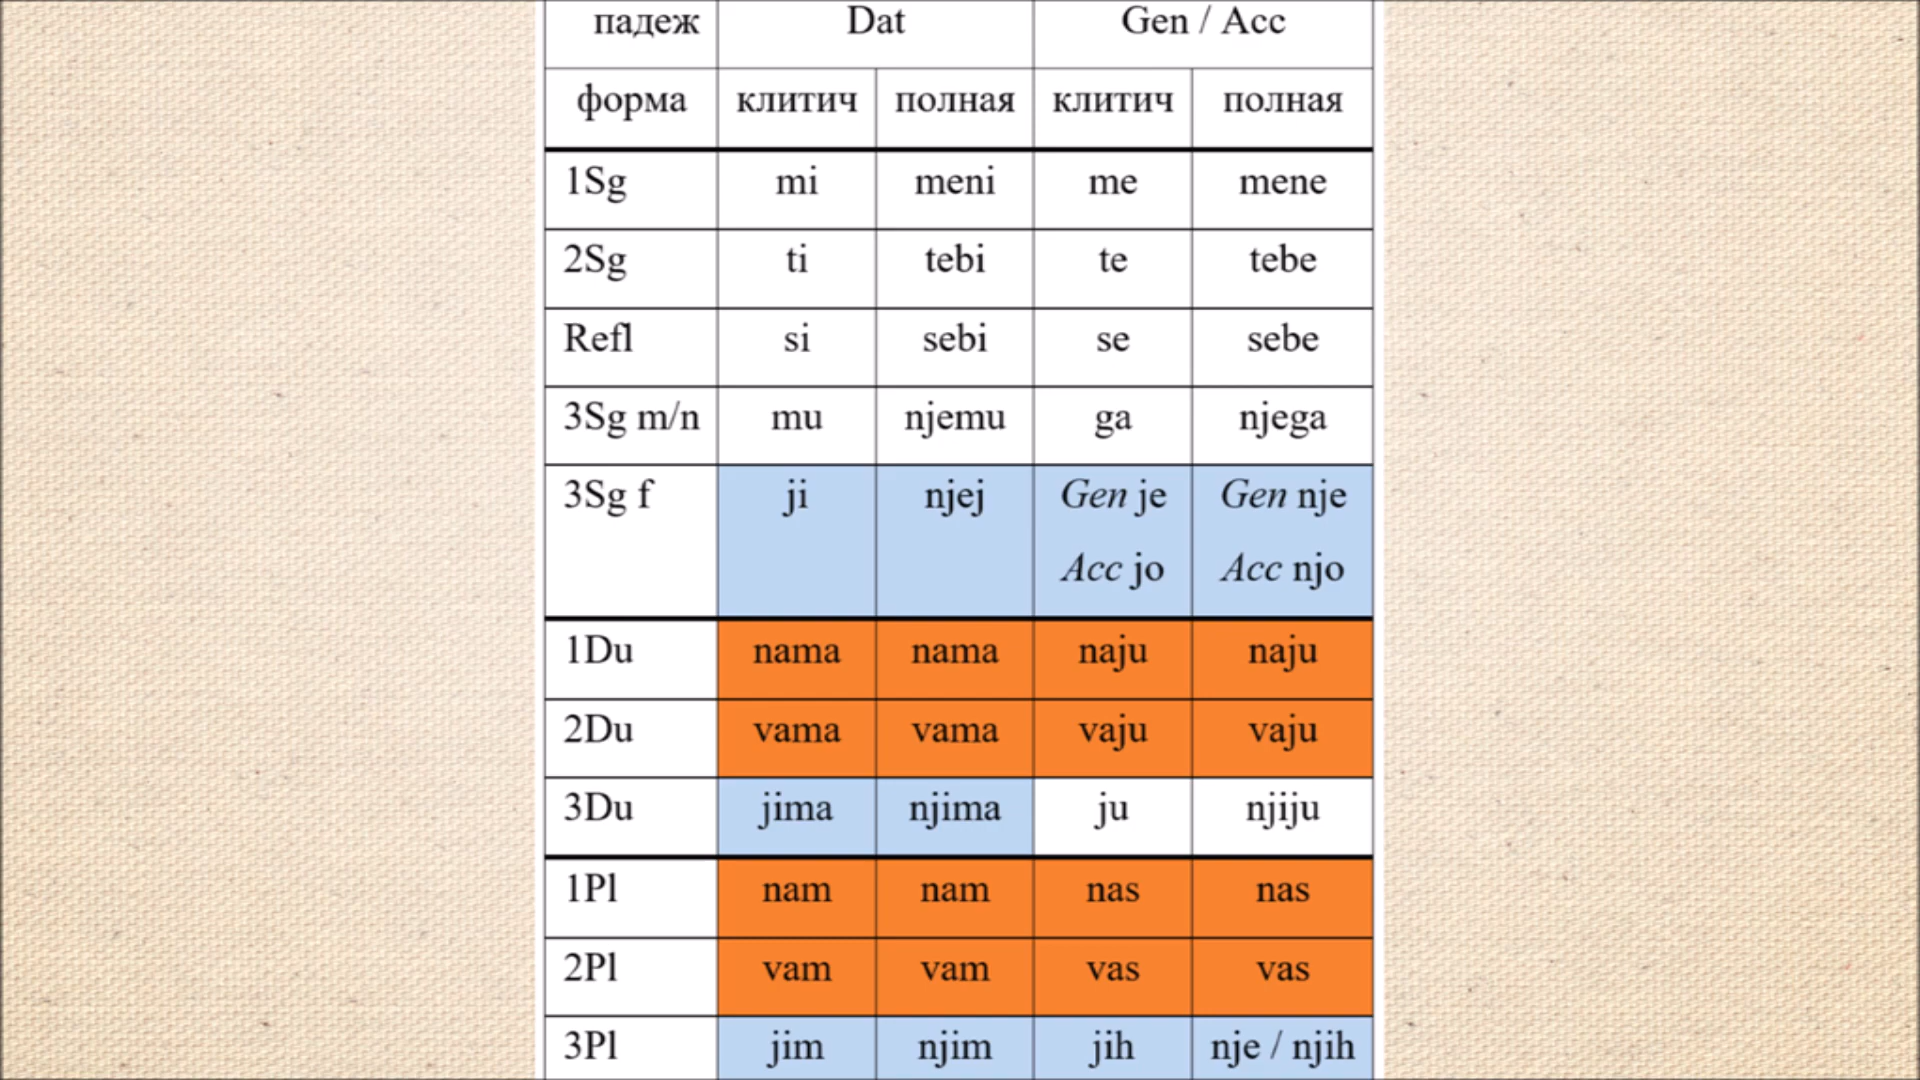 падеж Dat Gen / Acc
форма клитич полная клитич полная
1Sg mi meni me mene
2Sg ti tebi te tebe
Refl si sebi se sebe
3Sg m/n mu njemu ga njega
3Sg f ji njej Gen je Gen nje
Acc jo Acc njo
1Du nama nama naju naju
2Du vama vama vaju vaju
3Du jima njima ju njiju
1Pl nam nam nas nas
2Pl vam vam vas vas
3Pl jim njim jih nje / njih